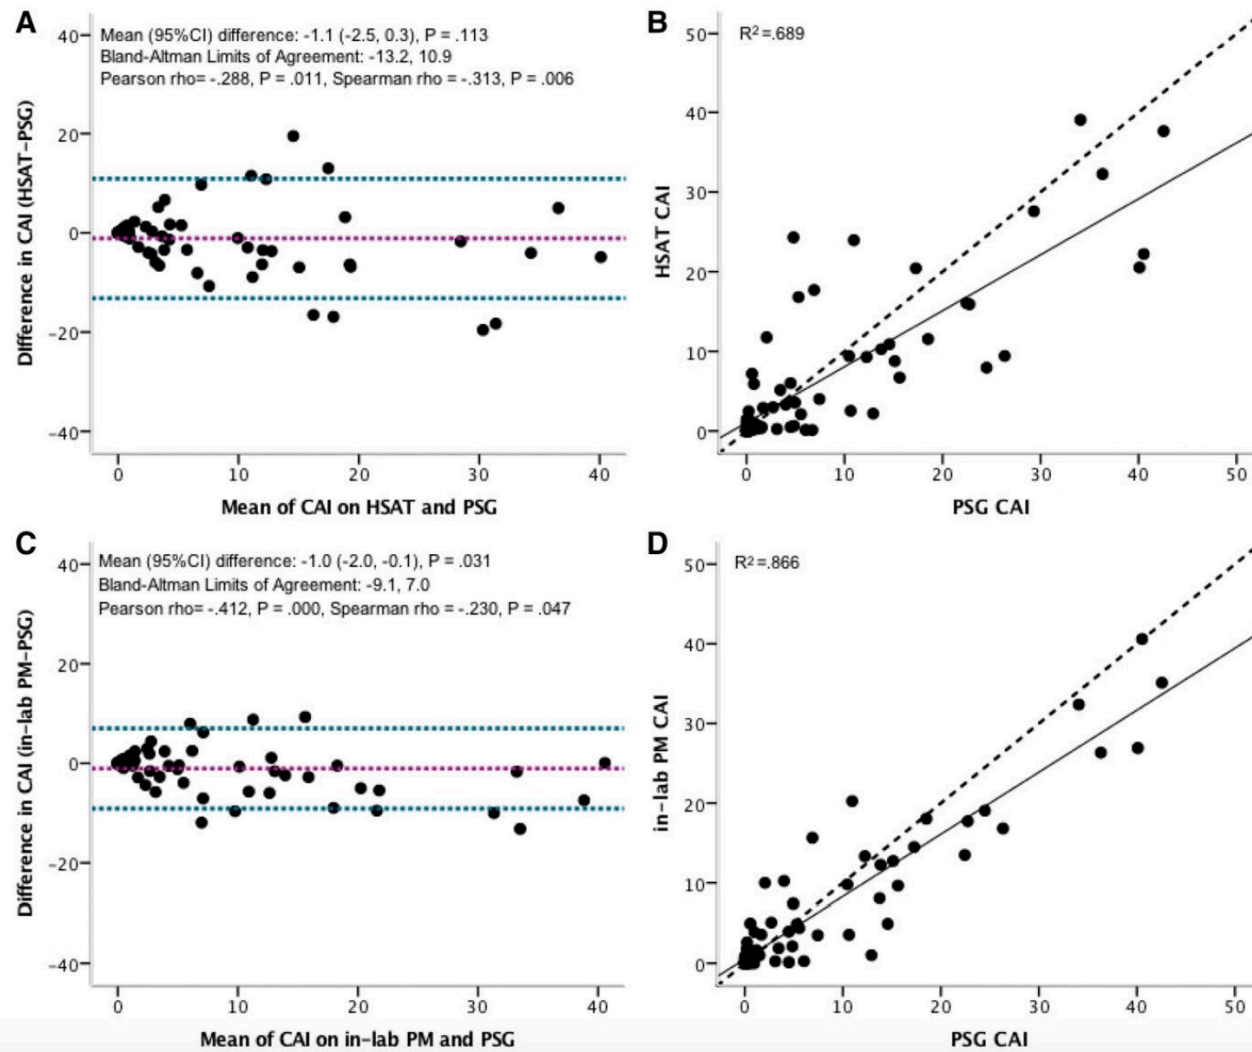 A
Mean (95%CI) difference: -1.1 (-2.5, 0.3), P = .113
Bland-Altman Limits of Agreement: -13.2, 10.9
Pearson rho= -.288, P = .011, Spearman rho = -.313, P = .006
DIfference in CAI (HSAT-PSG)
40
20
0
-20
-40
0 10 20 30 40
Mean of CAI on HSAT and PSG
B
R²=.689
HSAT CAI
50
40
30
20
10
0
0 10 20 30 40 50
PSG CAI
C
Mean (95%CI) difference: -1.0 (-2.0, -0.1), P = .031
Bland-Altman Limits of Agreement: -9.1, 7.0
Pearson rho= -.412, P = .000, Spearman rho = -.230, P = .047
Difference in CAI (in-lab PM-PSG)
40
20
0
-20
-40
0 10 20 30 40
Mean of CAI on in-lab PM and PSG
D
R²=.866
in-lab PM CAI
50
40
30
20
10
0
0 10 20 30 40 50
PSG CAI